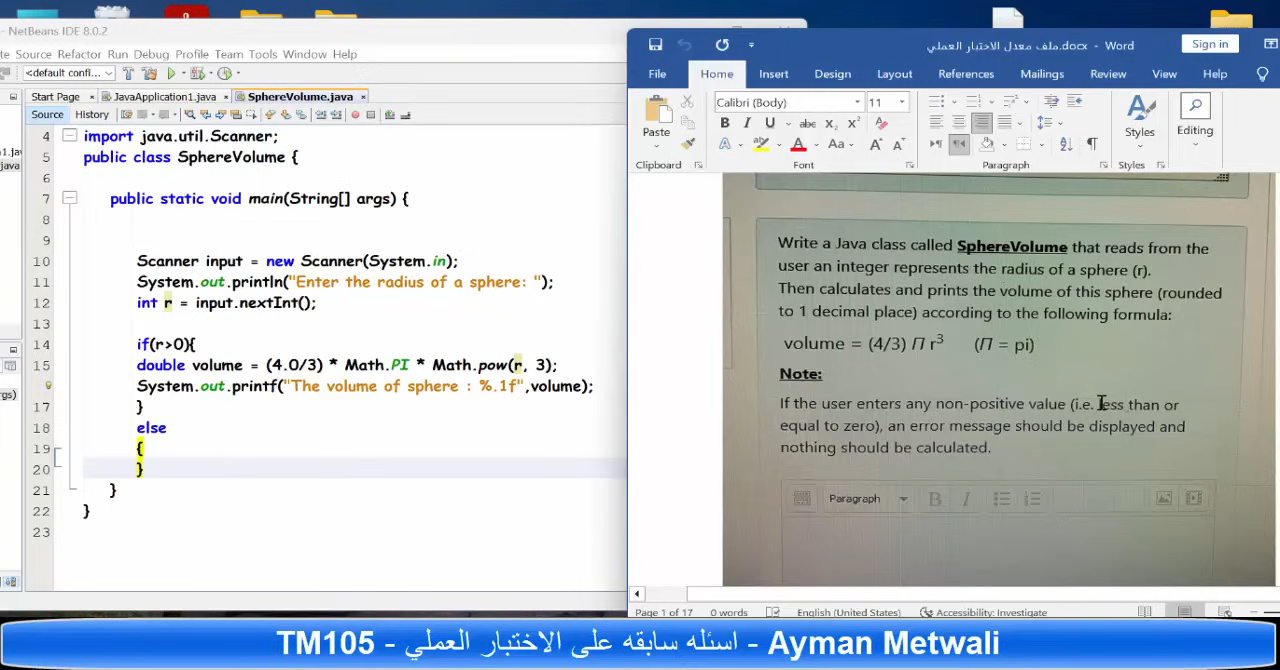 - NetBeans IDE 8.0.2
Source Refactor Run Debug Profile Team Tools Window Help
<default confl...
Start Page JavaApplication1.java SphereVolume.java
Source History
4 import java.util.Scanner;
5 public class SphereVolume {
6
7 public static void main(String[] args) {
8
9
10 Scanner input = new Scanner(System.in);
11 System.out.println("Enter the radius of a sphere: ");
12 int r = input.nextInt();
13
14 if(r>0){
15 double volume = (4.0/3) * Math.PI * Math.pow(r, 3);
System.out.printf("The volume of sphere : %.1f",volume);
17 }
18 else
19 {
20 }
21 }
22 }
23
ملف معدل الاختبار العملي.docx - Word
Sign in
File Home Insert Design Layout References Mailings Review View Help
Calibri (Body) 11
Paste
Styles
Editing
Clipboard Font Paragraph Styles
Write a Java class called SphereVolume that reads from the
user an integer represents the radius of a sphere (r).
Then calculates and prints the volume of this sphere (rounded
to 1 decimal place) according to the following formula:
volume = (4/3) Π r³ (Π = pi)
Note:
If the user enters any non-positive value (i.e. less than or
equal to zero), an error message should be displayed and
nothing should be calculated.
Paragraph B I
Page 1 of 17 0 words English (United States) Accessibility: Investigate
TM105 - اسئله سابقه على الاختبار العملي - Ayman Metwali